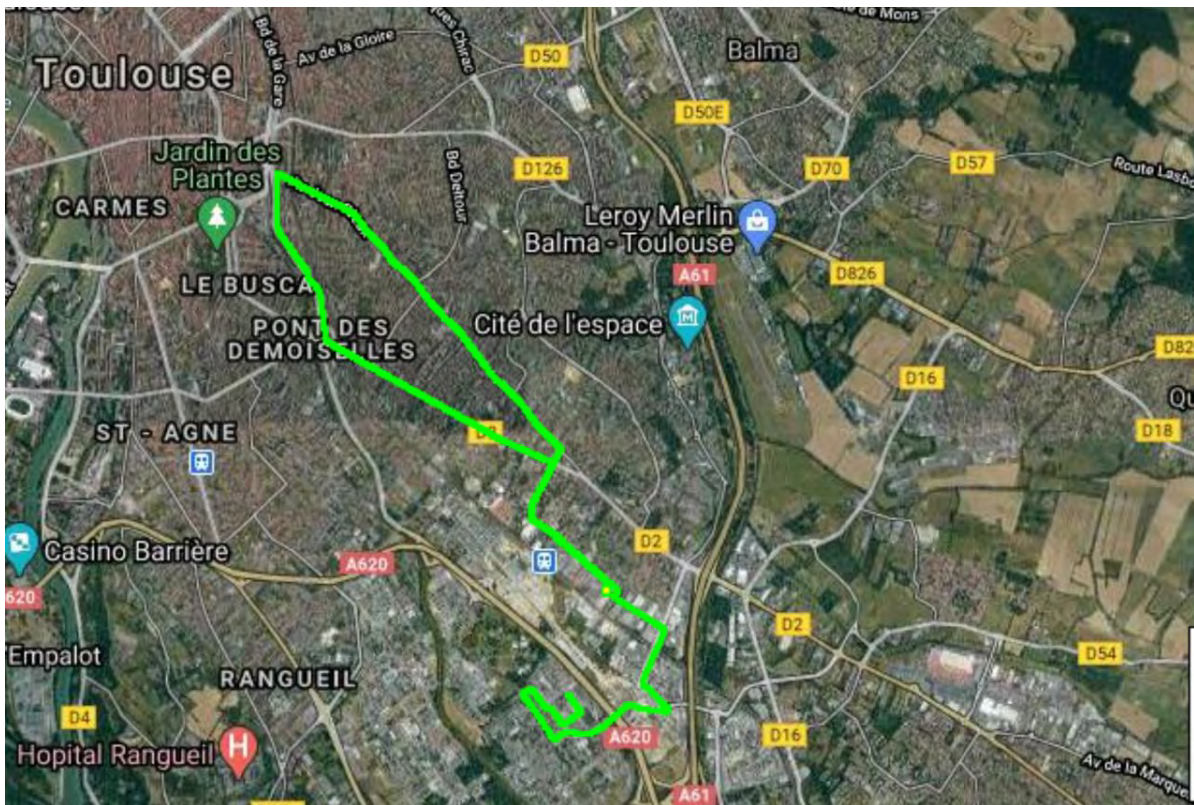 Bd de la Gare
Av de la Gloire
D50
Balma
Toulouse
D50E
Jardin des
Plantes
Bd Deltour
D126
D70
D57
CARMES
Leroy Merlin
Balma - Toulouse
A61
D826
LE BUSCA
Cité de l'espace
PONT DES
DEMOISELLES
D16
ST - AGNE
D18
D2
Casino Barrière
A620
620
'Empalot
D2
D54
RANGUEIL
D4
D16
A620
Hopital Rangueil
H
A61
Av de la Marque